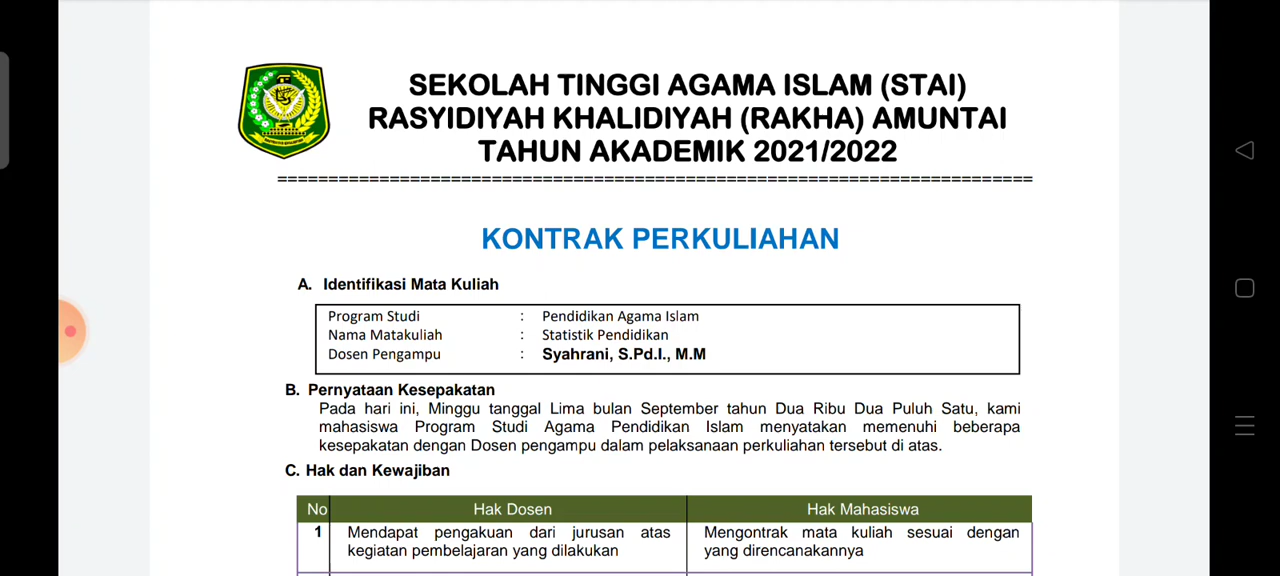 SEKOLAH TINGGI AGAMA ISLAM (STAI)
RASYIDIYAH KHALIDIYAH (RAKHA) AMUNTAI
TAHUN AKADEMIK 2021/2022
==========================================================================
KONTRAK PERKULIAHAN
A. Identifikasi Mata Kuliah
Program Studi : Pendidikan Agama Islam
Nama Matakuliah : Statistik Pendidikan
Dosen Pengampu : Syahrani, S.Pd.I., M.M
B. Pernyataan Kesepakatan
Pada hari ini, Minggu tanggal Lima bulan September tahun Dua Ribu Dua Puluh Satu, kami
mahasiswa Program Studi Agama Pendidikan Islam menyatakan memenuhi beberapa
kesepakatan dengan Dosen pengampu dalam pelaksanaan perkuliahan tersebut di atas.
C. Hak dan Kewajiban
No Hak Dosen Hak Mahasiswa
1 Mendapat pengakuan dari jurusan atas Mengontrak mata kuliah sesuai dengan
kegiatan pembelajaran yang dilakukan yang direncanakannya